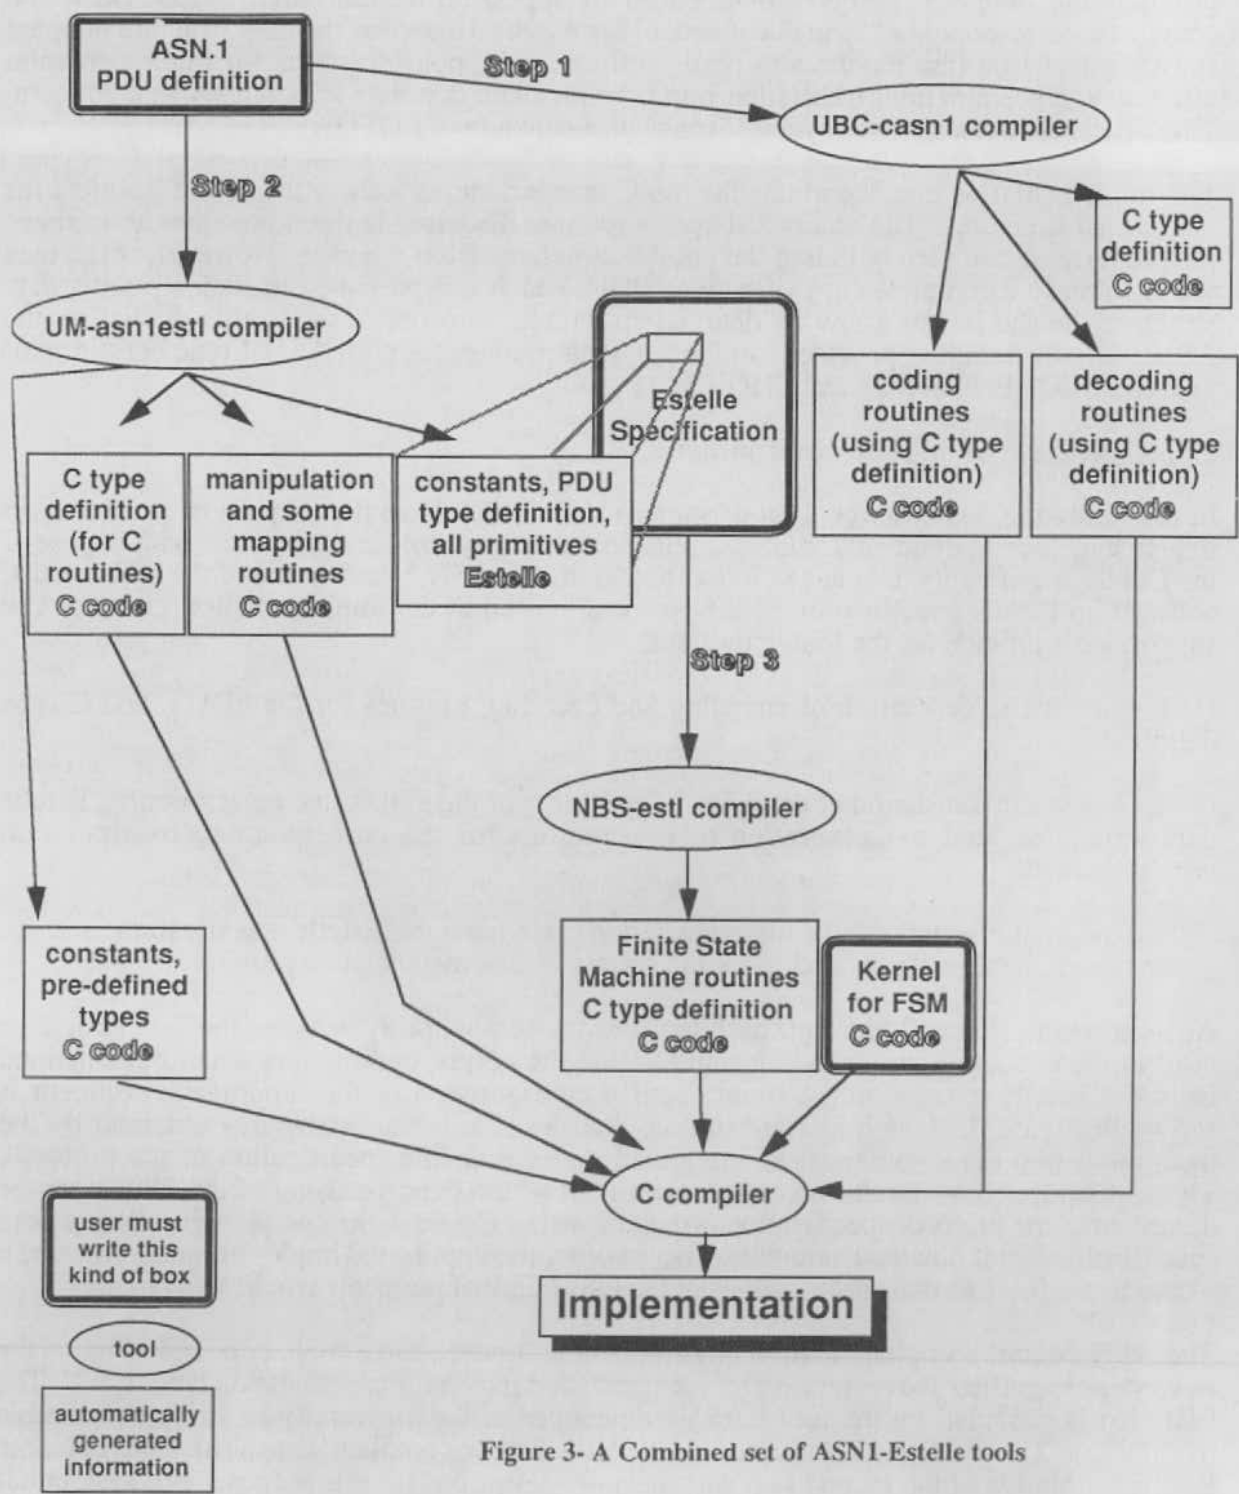 ASN.1
PDU definition
Step 1
UBC-casn1 compiler
Step 2
C type
definition
C code
UM-asn1estl compiler
Estelle
Specification
coding
routines
(using C type
definition)
C code
decoding
routines
(using C type
definition)
C code
C type
definition
(for C
routines)
C code
manipulation
and some
mapping
routines
C code
constants, PDU
type definition,
all primitives
Estelle
Step 3
NBS-estl compiler
constants,
pre-defined
types
C code
Finite State
Machine routines
C type definition
C code
Kernel
for FSM
C code
C compiler
Implementation
user must
write this
kind of box
tool
automatically
generated
information
Figure 3- A Combined set of ASN1-Estelle tools